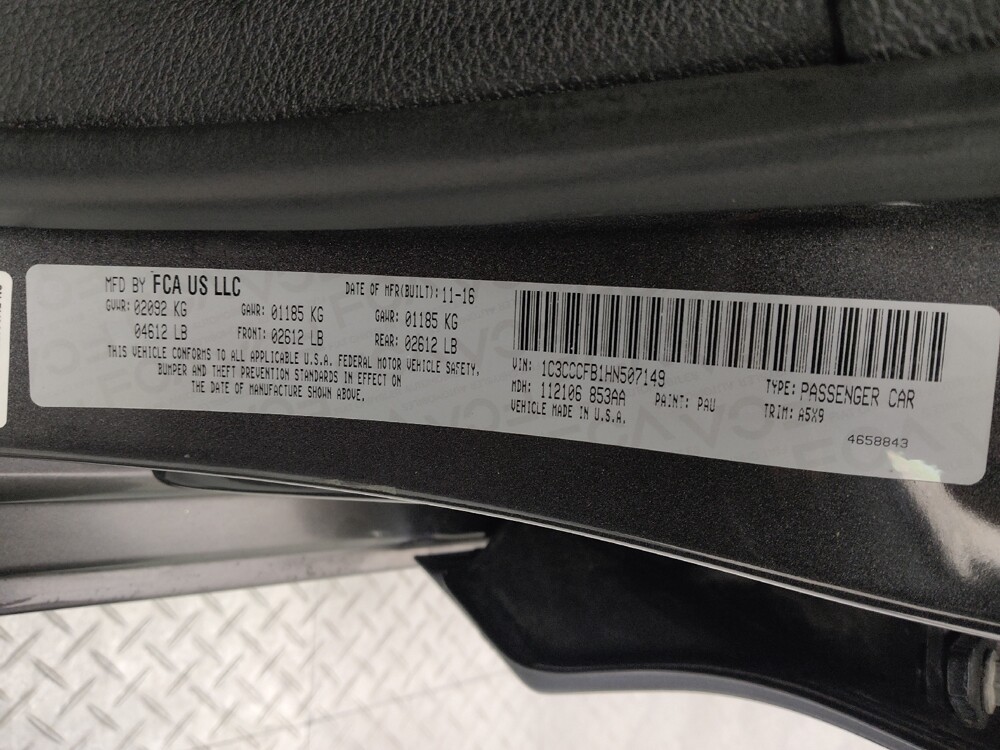 MFD BY FCA US LLC
DATE OF MFR(BUILT): 11-16
GVWR: 02092 KG
GAWR: 01185 KG
GAWR: 01185 KG
04612 LB
FRONT: 02612 LB
REAR: 02612 LB
THIS VEHICLE CONFORMS TO ALL APPLICABLE U.S.A. FEDERAL MOTOR VEHICLE SAFETY,
BUMPER AND THEFT PREVENTION STANDARDS IN EFFECT ON
THE DATE OF MANUFACTURE SHOWN ABOVE.
VIN: 1C3CCCFB1HN507149
TYPE: PASSENGER CAR
MDH: 112106 853AA
PAINT: PAU
TRIM: A5X9
VEHICLE MADE IN U.S.A.
4658843